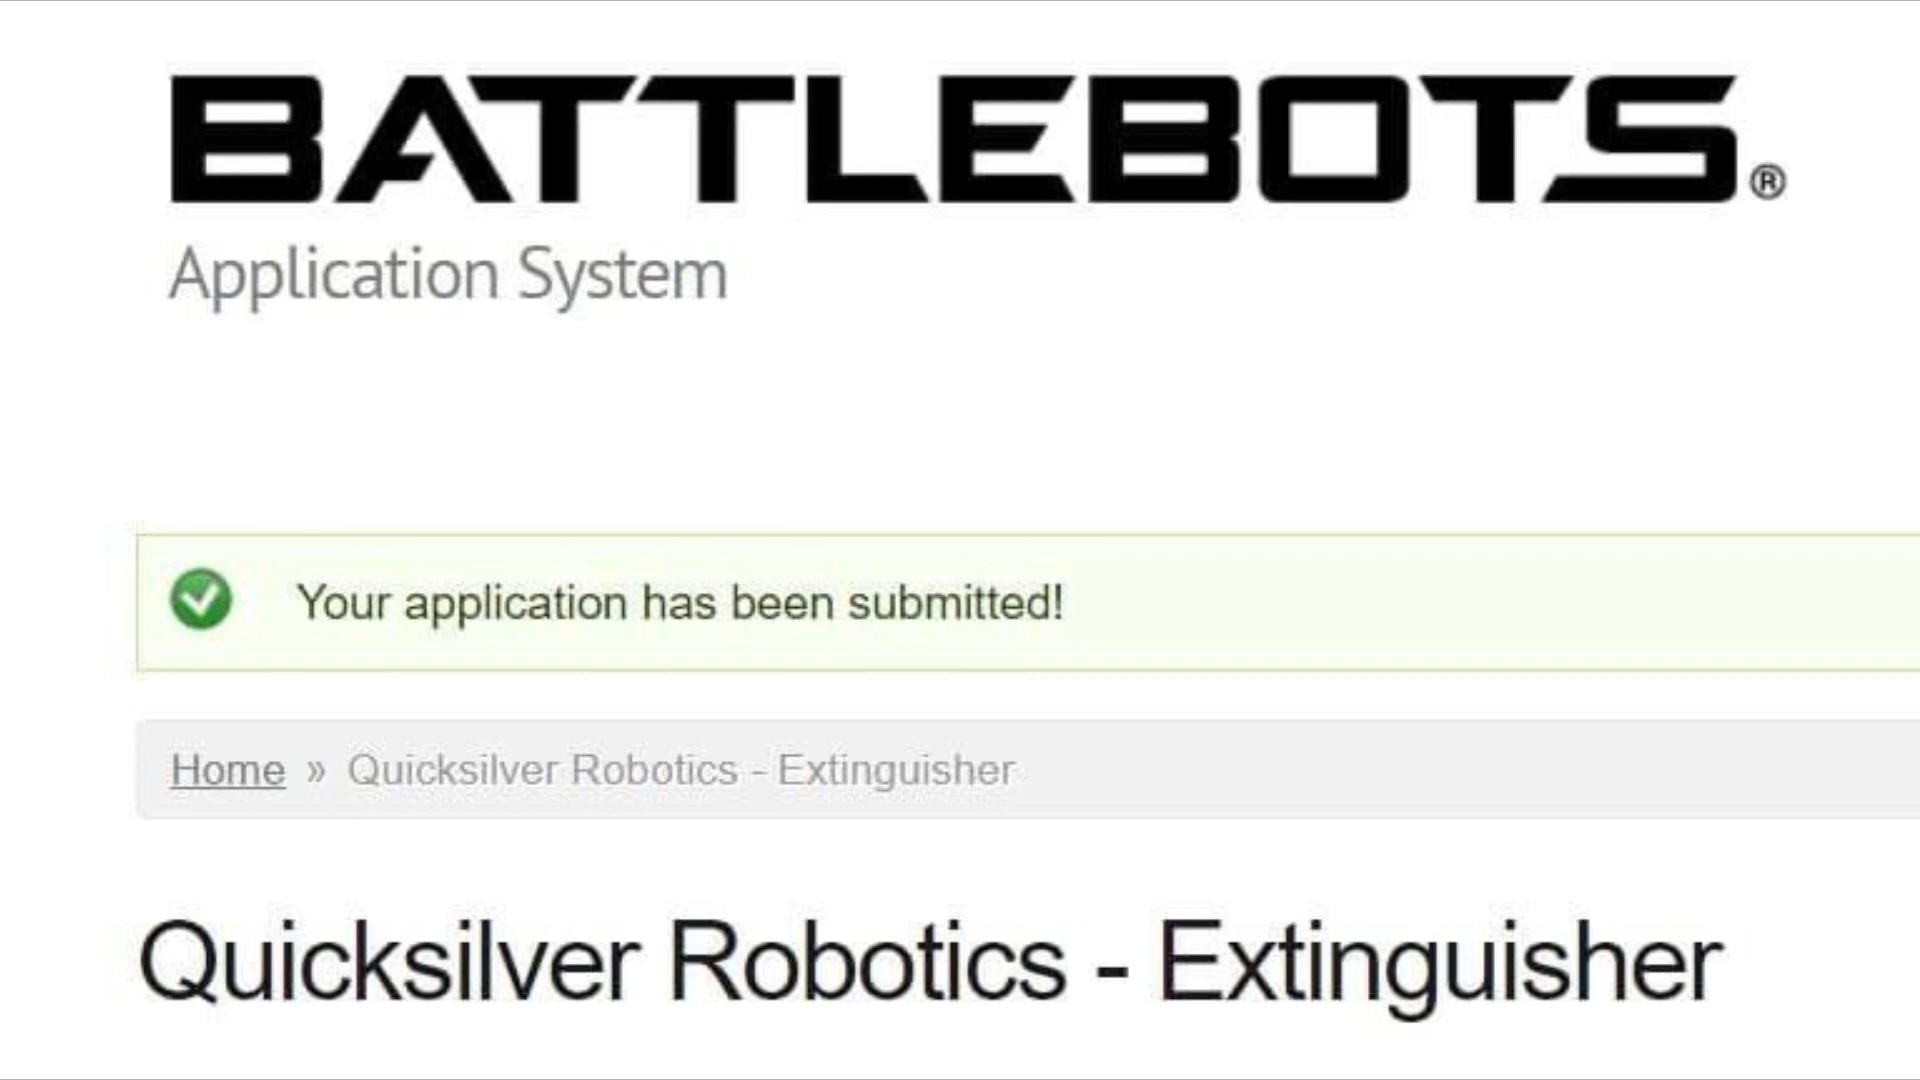 BATTLEBOTS®
Application System
Your application has been submitted!
Home » Quicksilver Robotics - Extinguisher
Quicksilver Robotics - Extinguisher